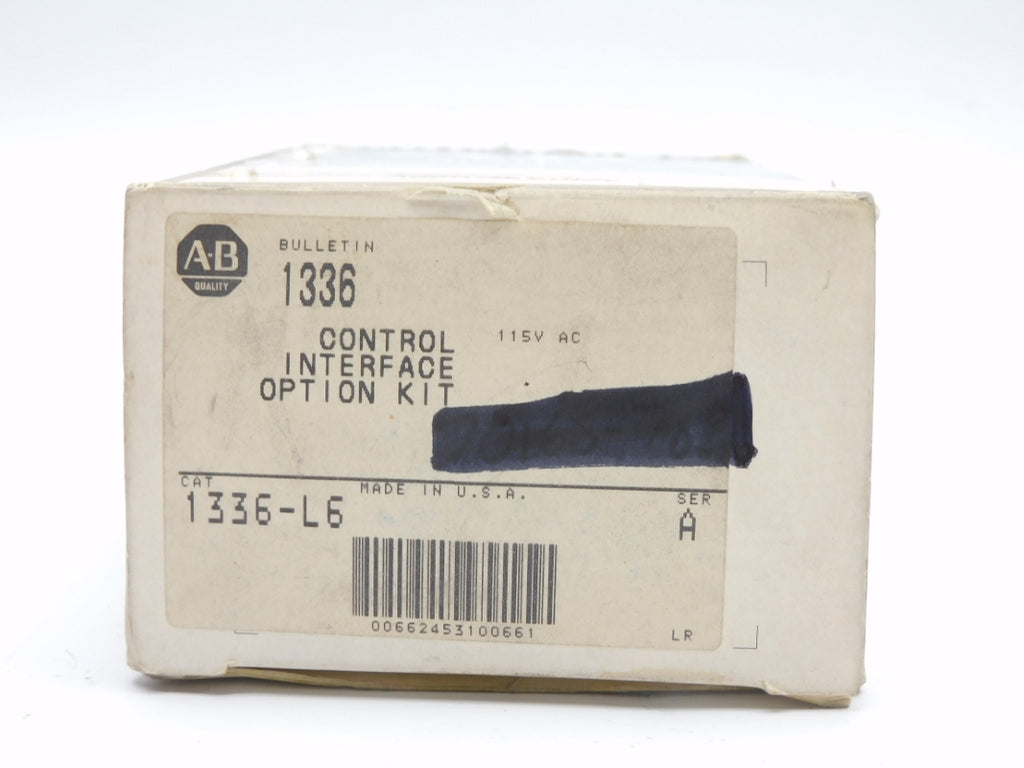 A-B
QUALITY
BULLETIN
1336
CONTROL
INTERFACE
OPTION KIT
115V AC
CAT
1336-L6
MADE IN U.S.A.
SER
A
00662453100661
LR